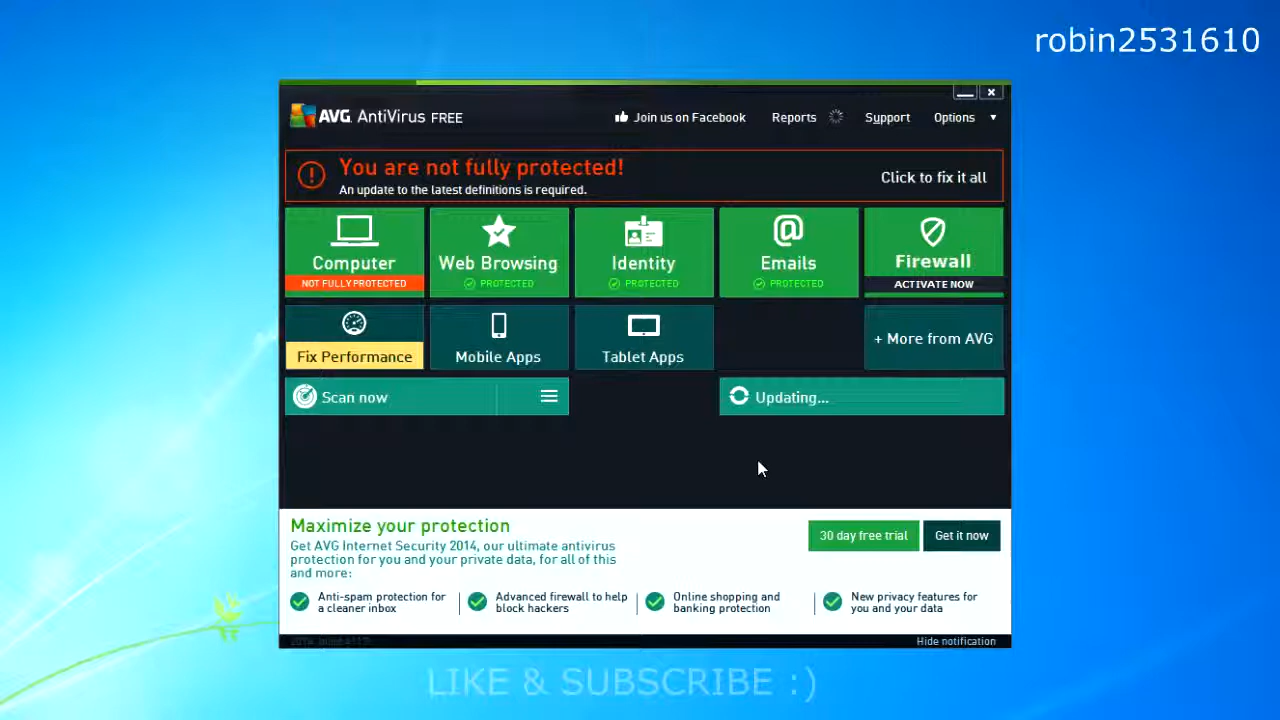 robin2531610
AVG. AntiVirus FREE
Join us on Facebook
Reports
Support
Options
You are not fully protected!
An update to the latest definitions is required.
Click to fix it all
Computer
NOT FULLY PROTECTED
Web Browsing
PROTECTED
Identity
PROTECTED
Emails
PROTECTED
Firewall
ACTIVATE NOW
Fix Performance
Mobile Apps
Tablet Apps
+ More from AVG
Scan now
Updating...
Maximize your protection
Get AVG Internet Security 2014, our ultimate antivirus
protection for you and your private data, for all of this
and more:
30 day free trial
Get it now
Anti-spam protection for
a cleaner inbox
Advanced firewall to help
block hackers
Online shopping and
banking protection
New privacy features for
you and your data
Hide notification
LIKE & SUBSCRIBE :)